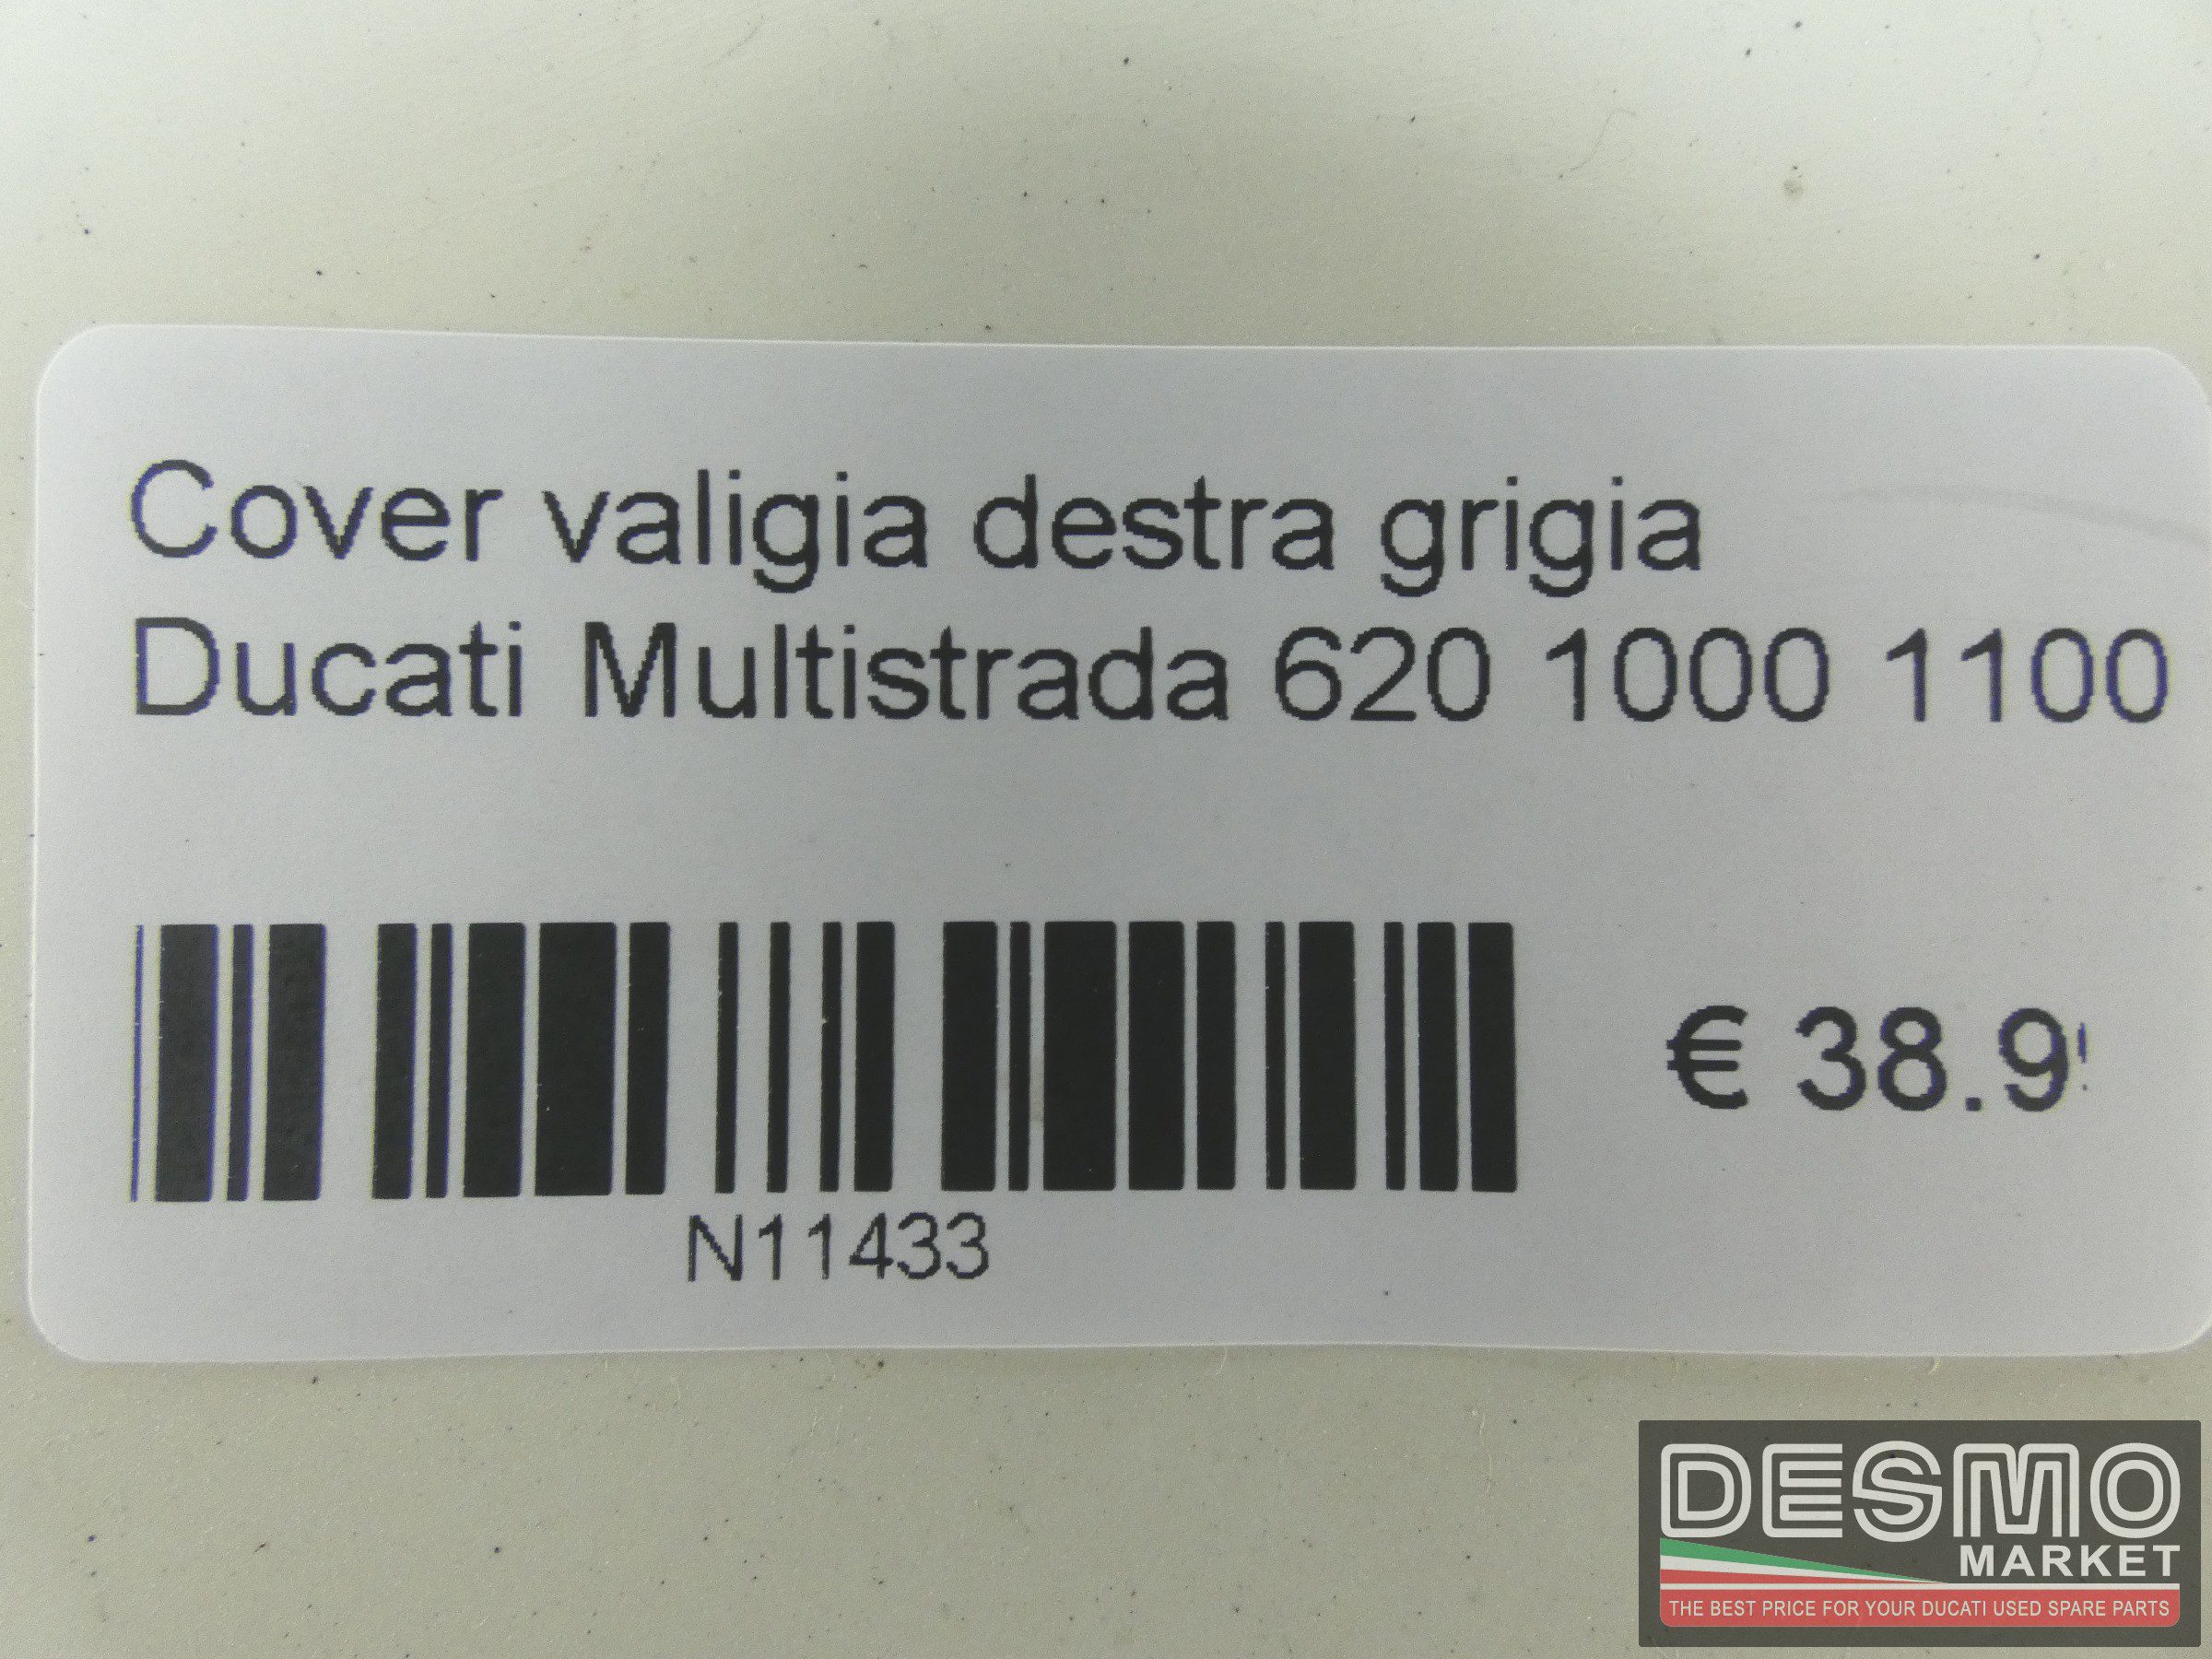 Cover valigia destra grigia
Ducati Multistrada 620 1000 1100
€ 38.9
N11433
DESMO
MARKET
THE BEST PRICE FOR YOUR DUCATI USED SPARE PARTS